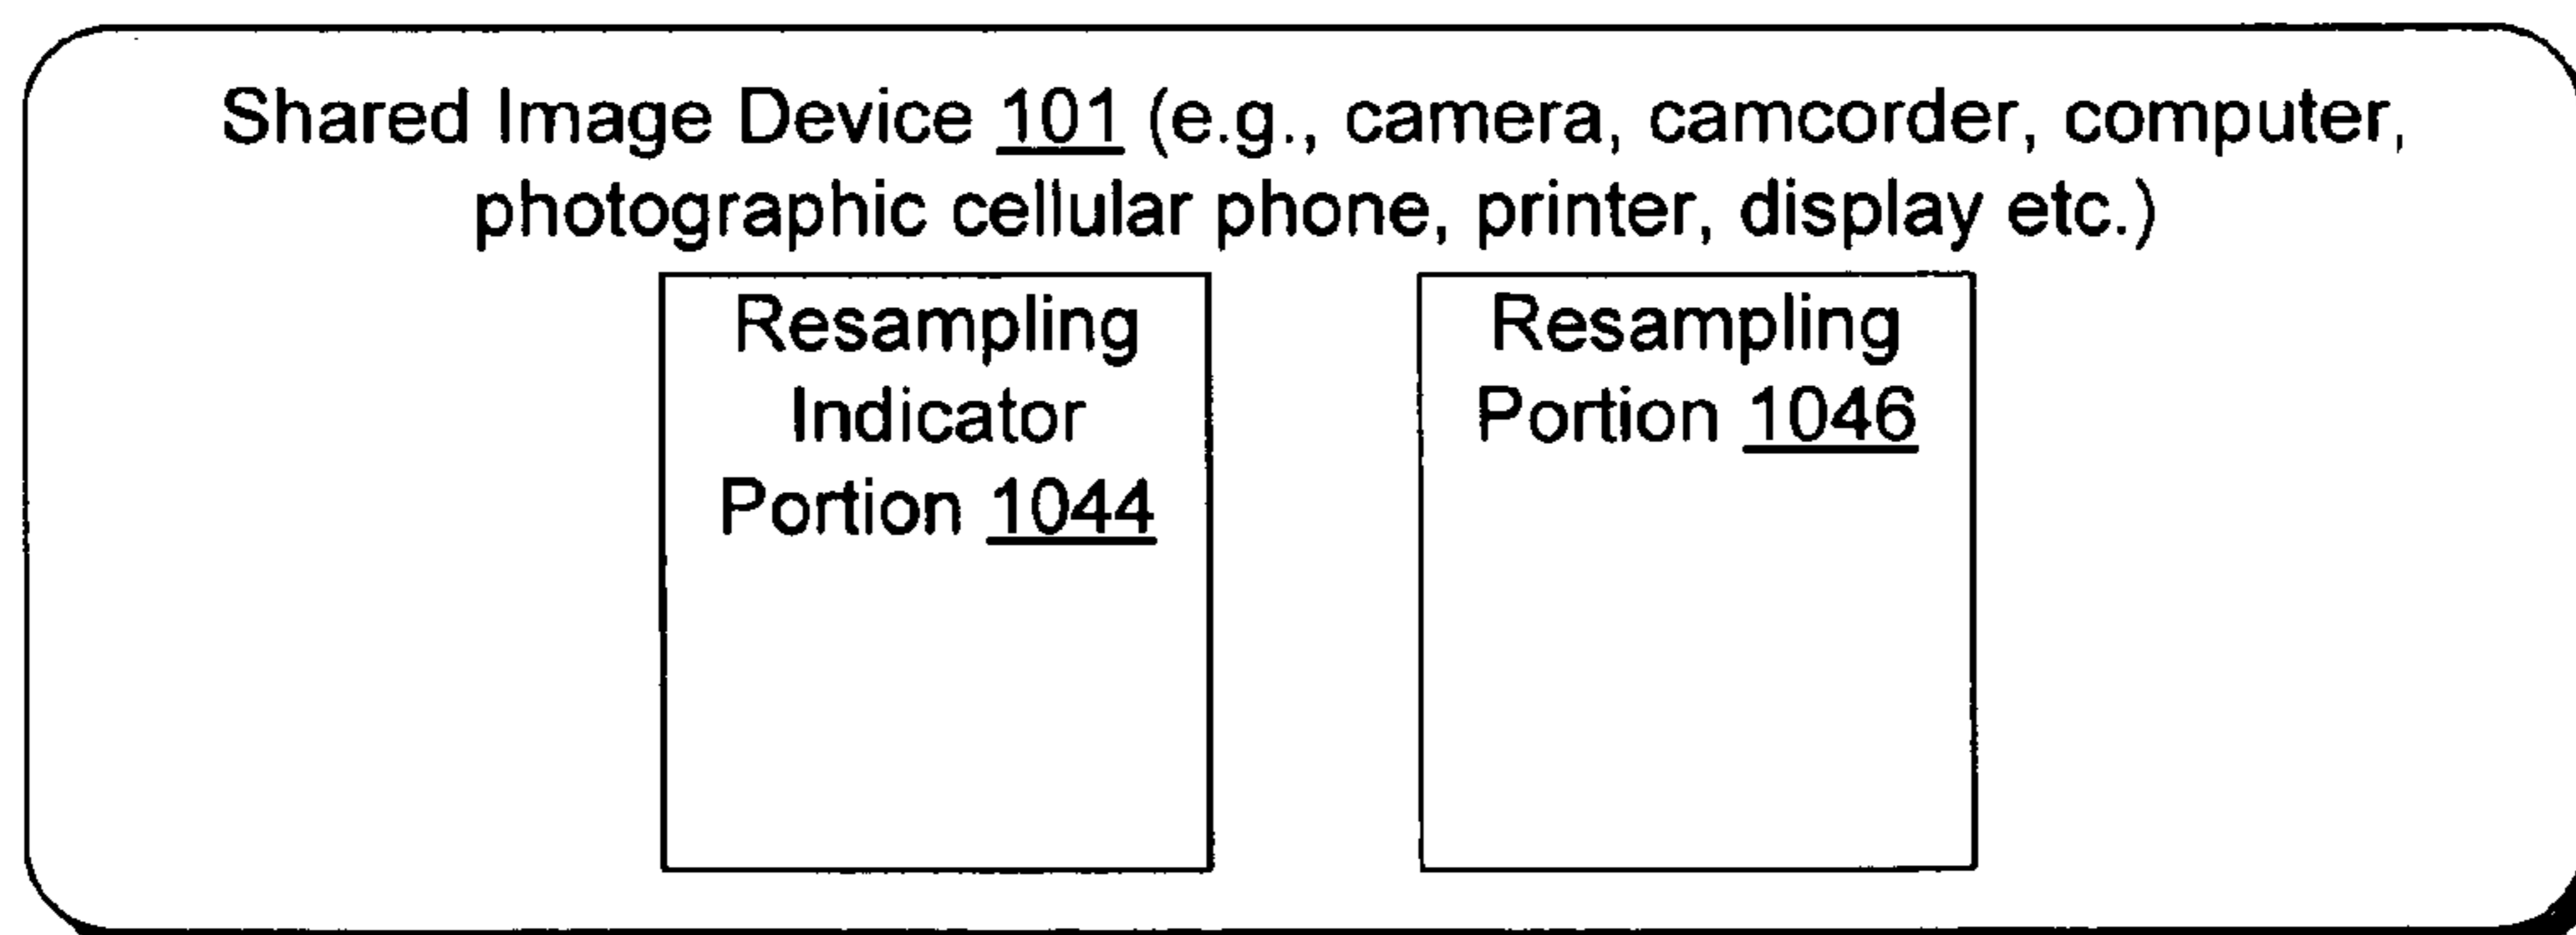 Shared Image Device 101 (e.g., camera, camcorder, computer,
photographic cellular phone, printer, display etc.)
Resampling
Indicator
Portion 1044
Resampling
Portion 1046